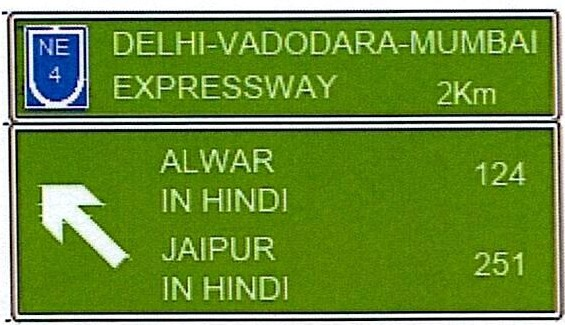 NE
4
DELHI-VADODARA-MUMBAI
EXPRESSWAY 2Km
ALWAR 124
IN HINDI
JAIPUR 251
IN HINDI